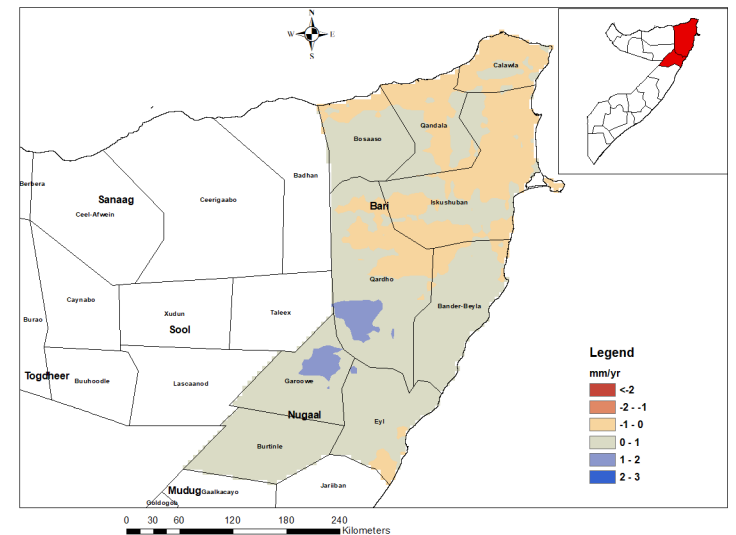 N
W E
S
Calawla
Qandala
Bosaaso
Badhan
Berbera
Sanaag
Ceerigaabo
Ceel-Afwein
Bari
Iskushuban
Qardho
Caynabo
Bander-Beyla
Burao
Xudun
Taleex
Sool
Togdheer
Buuhoodle
Lascaanod
Garoowe
Nugaal
Eyl
Burtinle
Jariiban
Mudug
Gaalkacayo
Goldogob
Legend
mm/yr
<-2
-2 - -1
-1 - 0
0 - 1
1 - 2
2 - 3
0 30 60 120 180 240
Kilometers